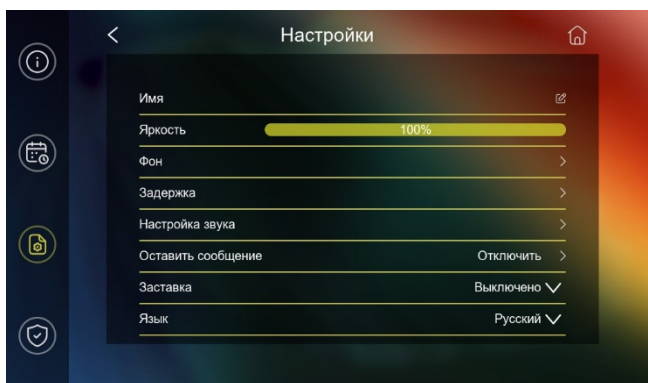 Настройки
Имя
Яркость 100%
Фон
Задержка
Настройка звука
Оставить сообщение Отключить
Заставка Выключено
Язык Русский